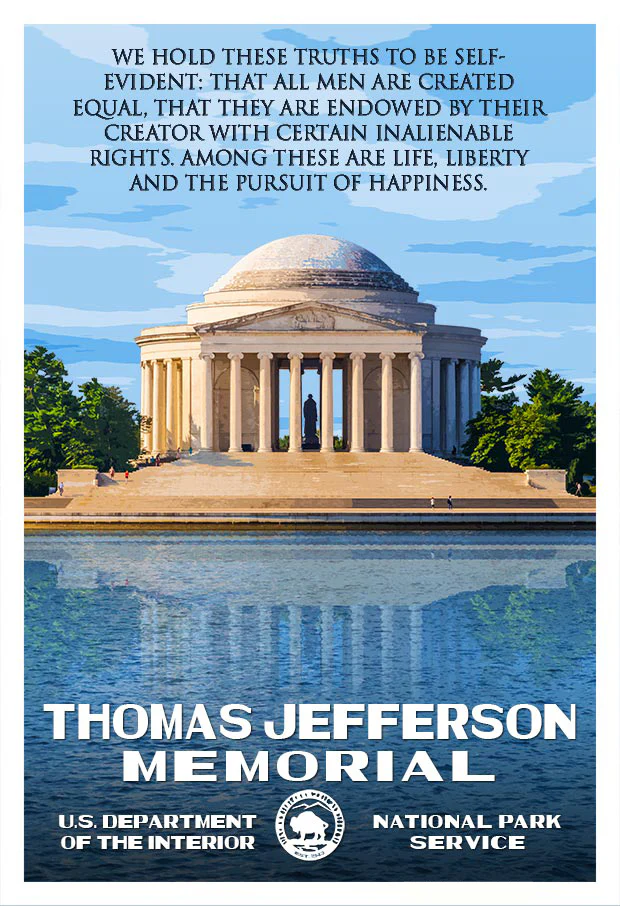 WE HOLD THESE TRUTHS TO BE SELF-
EVIDENT: THAT ALL MEN ARE CREATED
EQUAL, THAT THEY ARE ENDOWED BY THEIR
CREATOR WITH CERTAIN INALIENABLE
RIGHTS. AMONG THESE ARE LIFE, LIBERTY
AND THE PURSUIT OF HAPPINESS.
THOMAS JEFFERSON
MEMORIAL
U.S. DEPARTMENT
OF THE INTERIOR
NATIONAL PARK
SERVICE